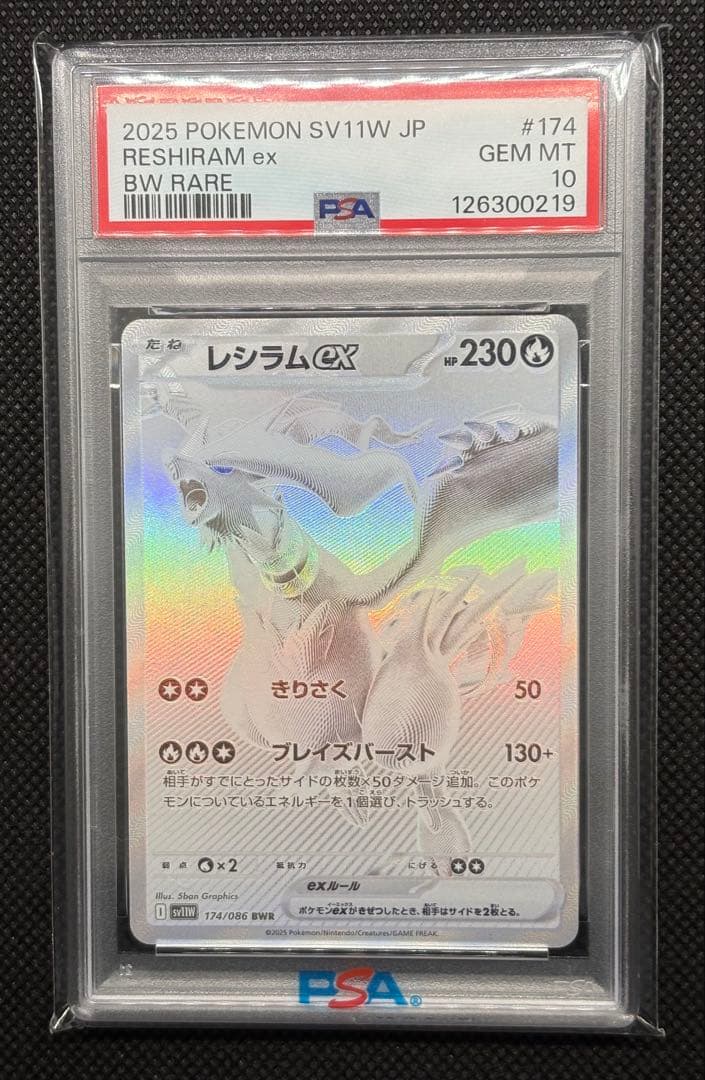 2025 POKEMON SV11W JP #174
RESHIRAM ex GEM MT
BW RARE 10
PSA 126300219
たね レシラムex HP 230
きりさく 50
ブレイズバースト 130+
相手がすでにとったサイドの枚数×50ダメージ追加。このポケ
モンについているエネルギーを1個選び、トラッシュする。
弱点 ×2 抵抗力 にげる
exルール
ポケモンexがきぜつしたとき、相手はサイドを2枚とる。
Illus. 5ban Graphics
I sv11W 174/086 BWR
©2025 Pokémon/Nintendo/Creatures/GAME FREAK.
PSA®